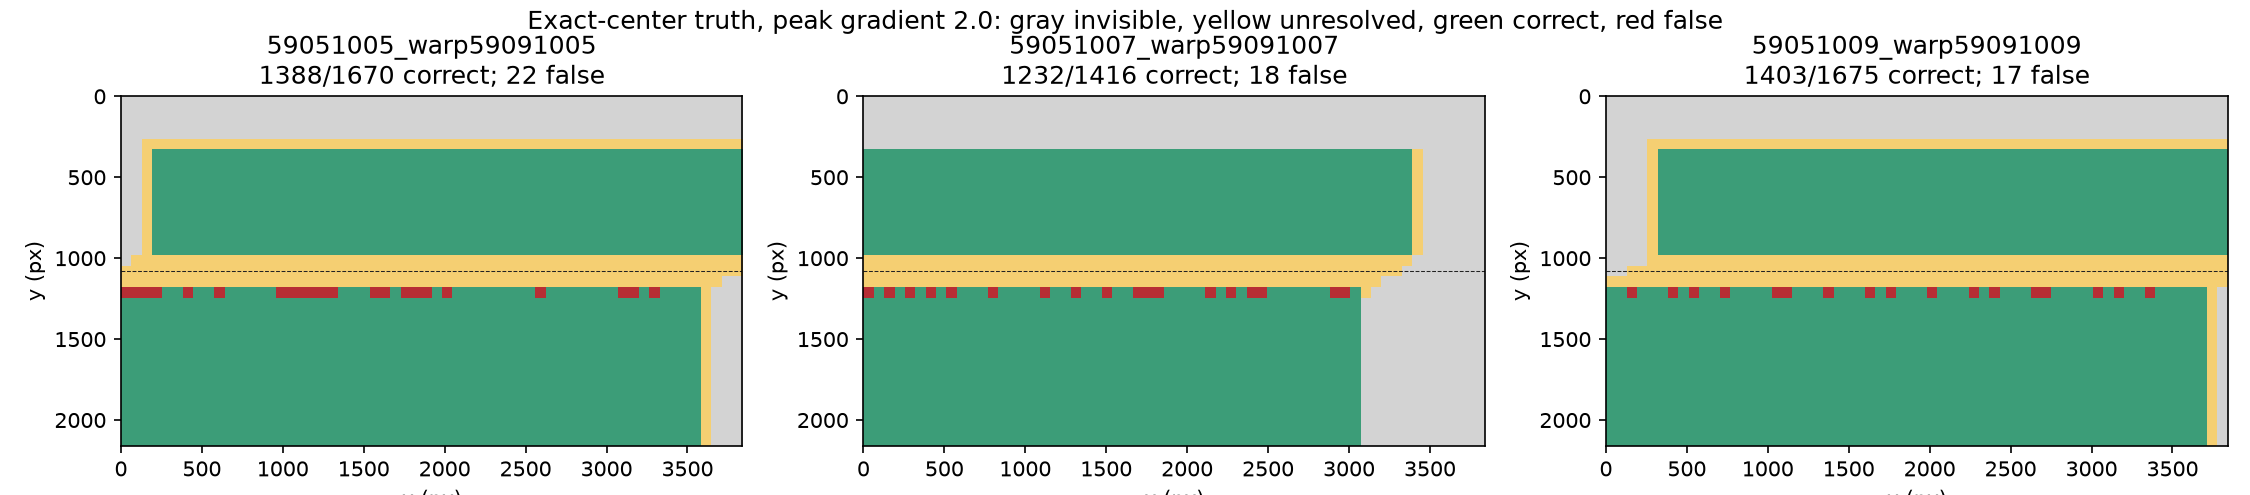 Exact-center truth, peak gradient 2.0: gray invisible, yellow unresolved, green correct, red false
59051005_warp59091005
1388/1670 correct; 22 false
0
500
1000
1500
2000
y (px)
0 500 1000 1500 2000 2500 3000 3500
59051007_warp59091007
1232/1416 correct; 18 false
0
500
1000
1500
2000
y (px)
0 500 1000 1500 2000 2500 3000 3500
59051009_warp59091009
1403/1675 correct; 17 false
0
500
1000
1500
2000
y (px)
0 500 1000 1500 2000 2500 3000 3500